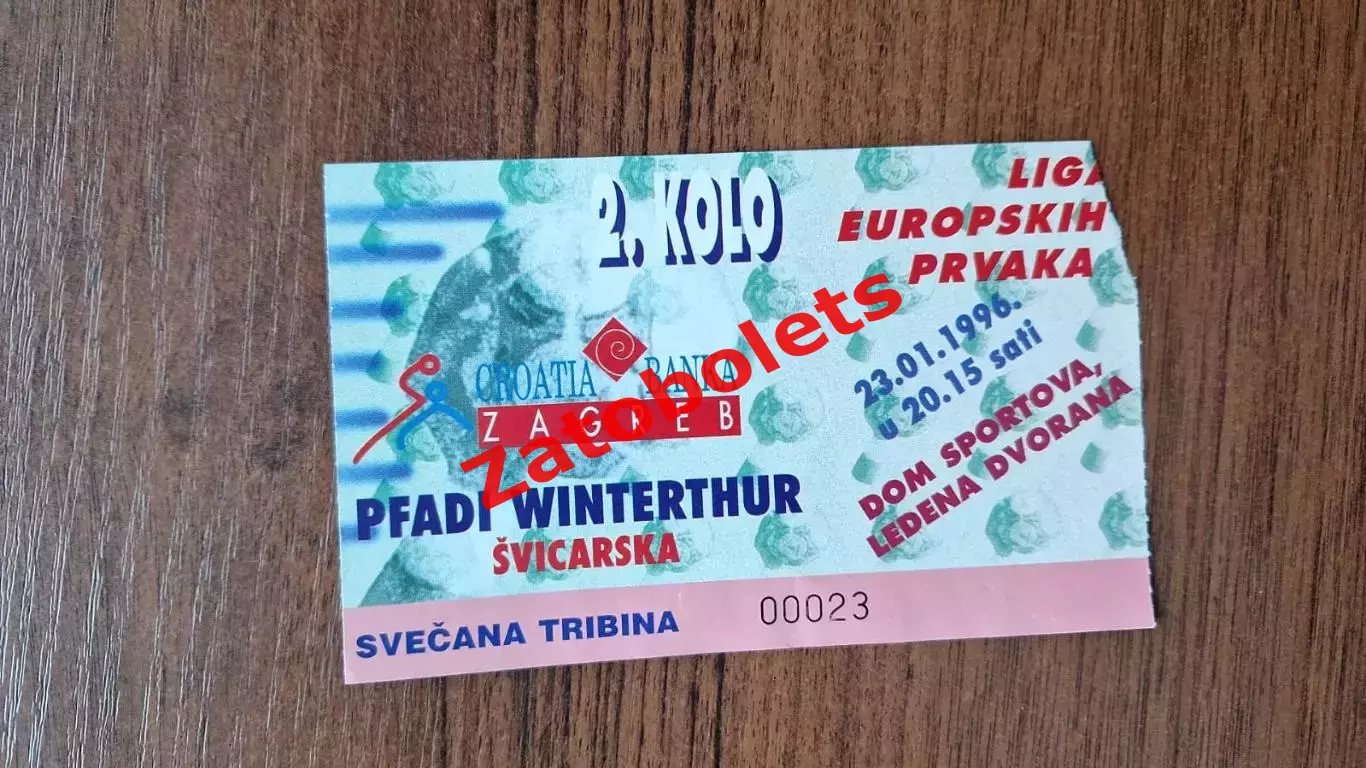 2. KOLO
LIGA
EUROPSKIH
PRVAKA
23.01.1996.
u 20.15 sati
DOM SPORTOVA,
LEDENA DVORANA
CROATIA BANKA
ZAGREB
Zatobolets
PFADI WINTERTHUR
ŠVICARSKA
SVEČANA TRIBINA
00023